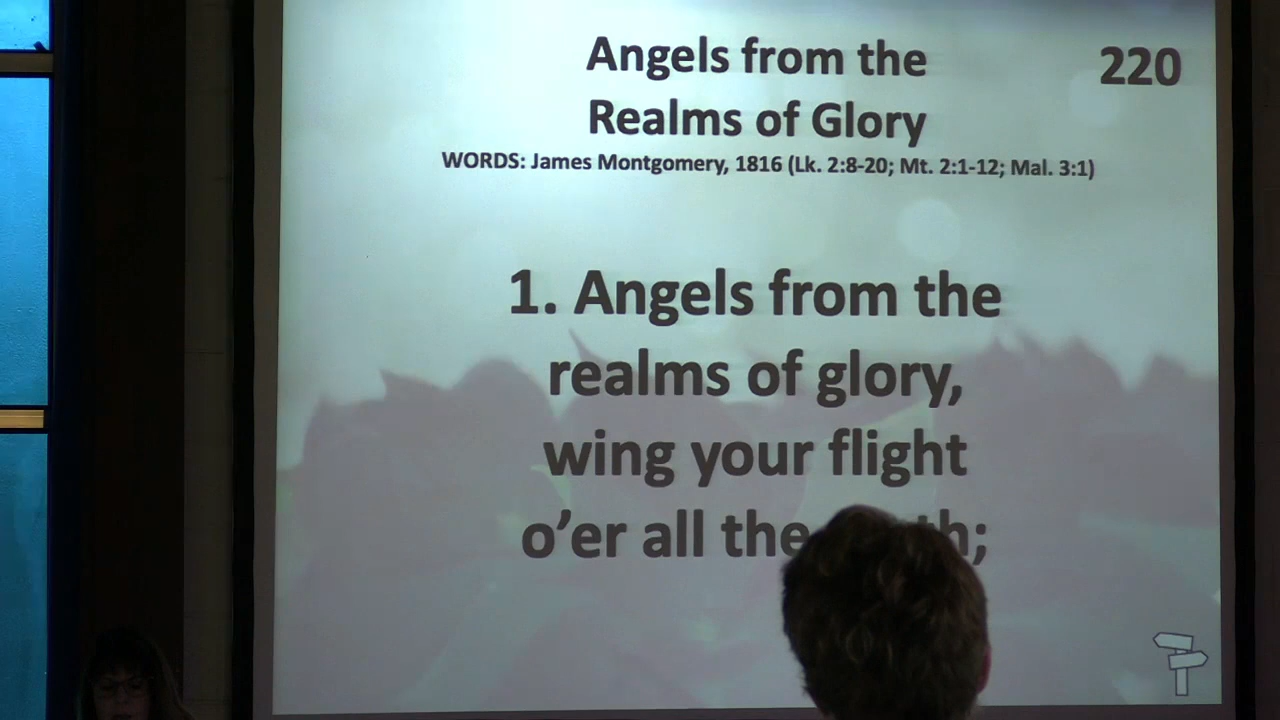 Angels from the
220
Realms of Glory
WORDS: James Montgomery, 1816 (Lk. 2:8-20; Mt. 2:1-12; Mal. 3:1)
1. Angels from the
realms of glory,
wing your flight
o’er all the